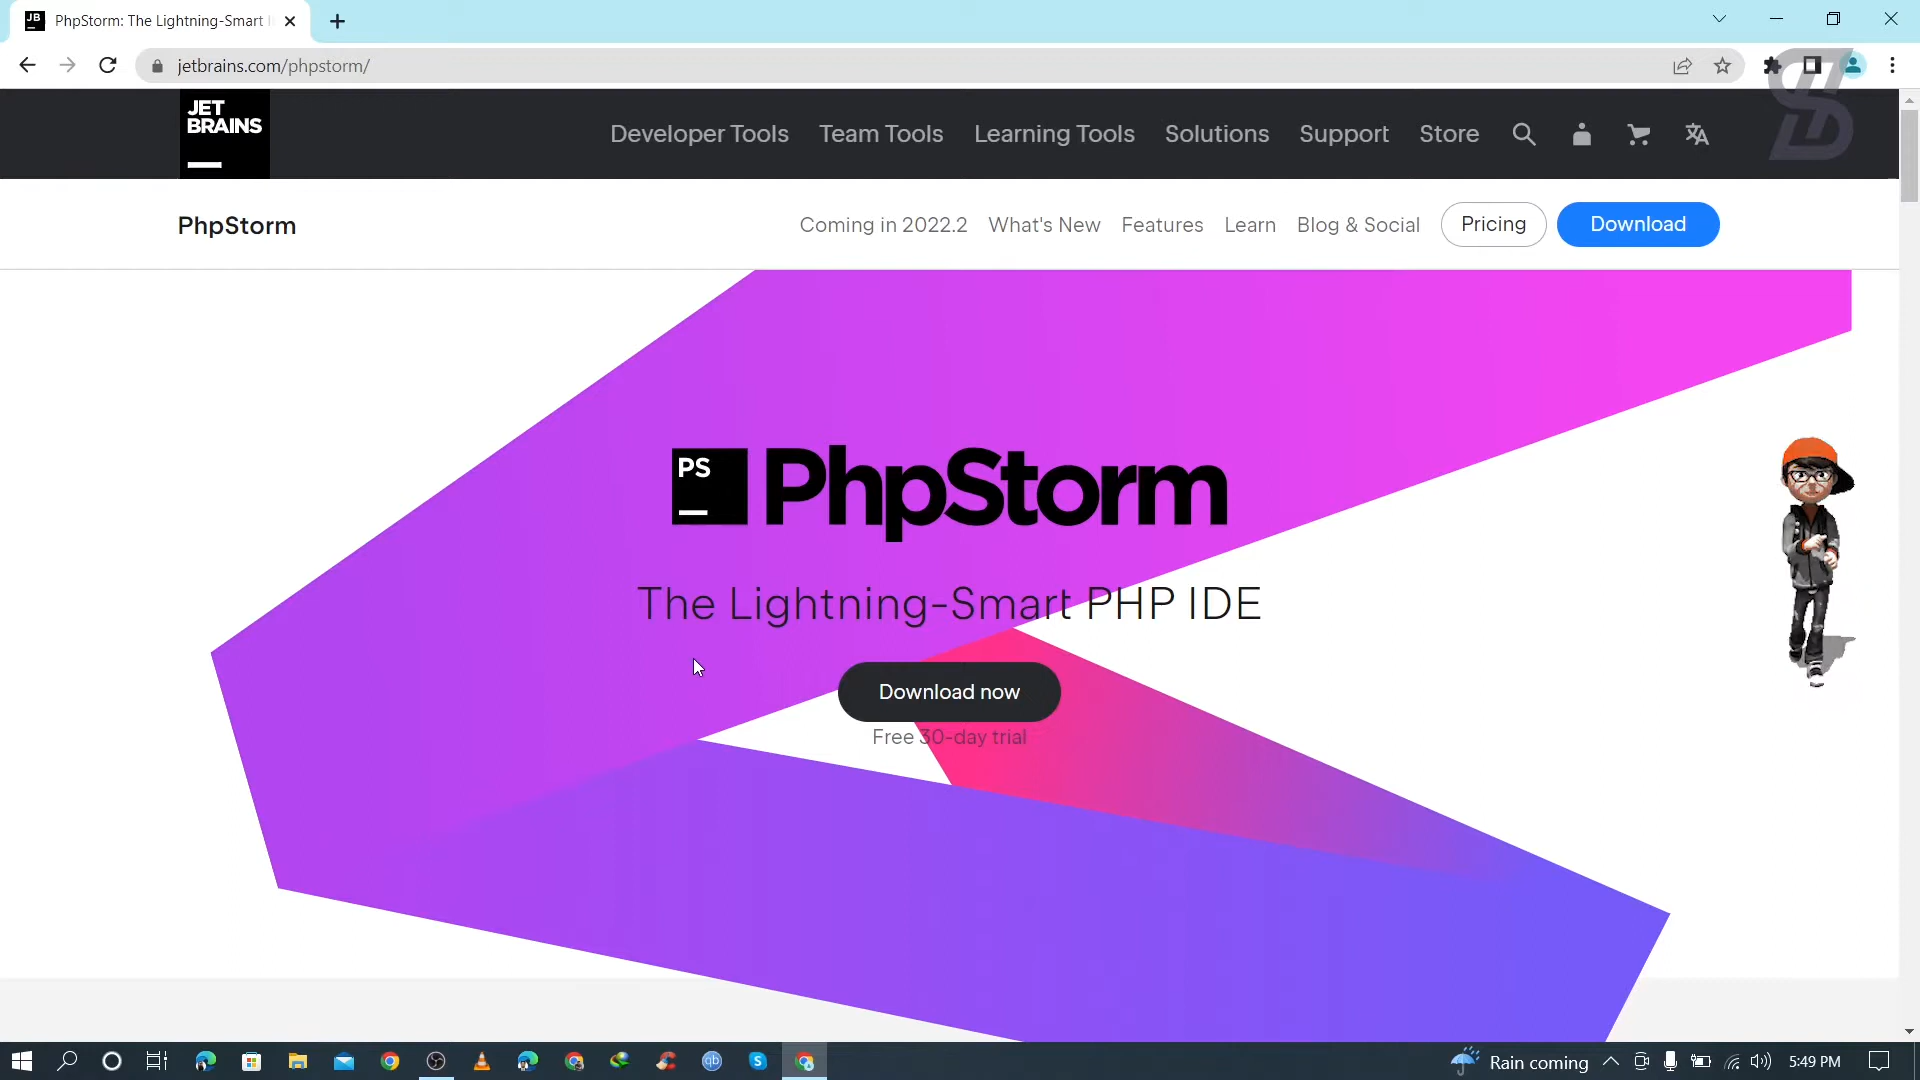 JB
PhpStorm: The Lightning-Smart
jetbrains.com/phpstorm/
JET
BRAINS
Developer Tools
Team Tools
Learning Tools
Solutions
Support
Store
PhpStorm
Coming in 2022.2
What's New
Features
Learn
Blog & Social
Pricing
Download
PS
PhpStorm
The Lightning-Smart PHP IDE
Download now
Free 30-day trial
qb
Rain coming
5:49 PM